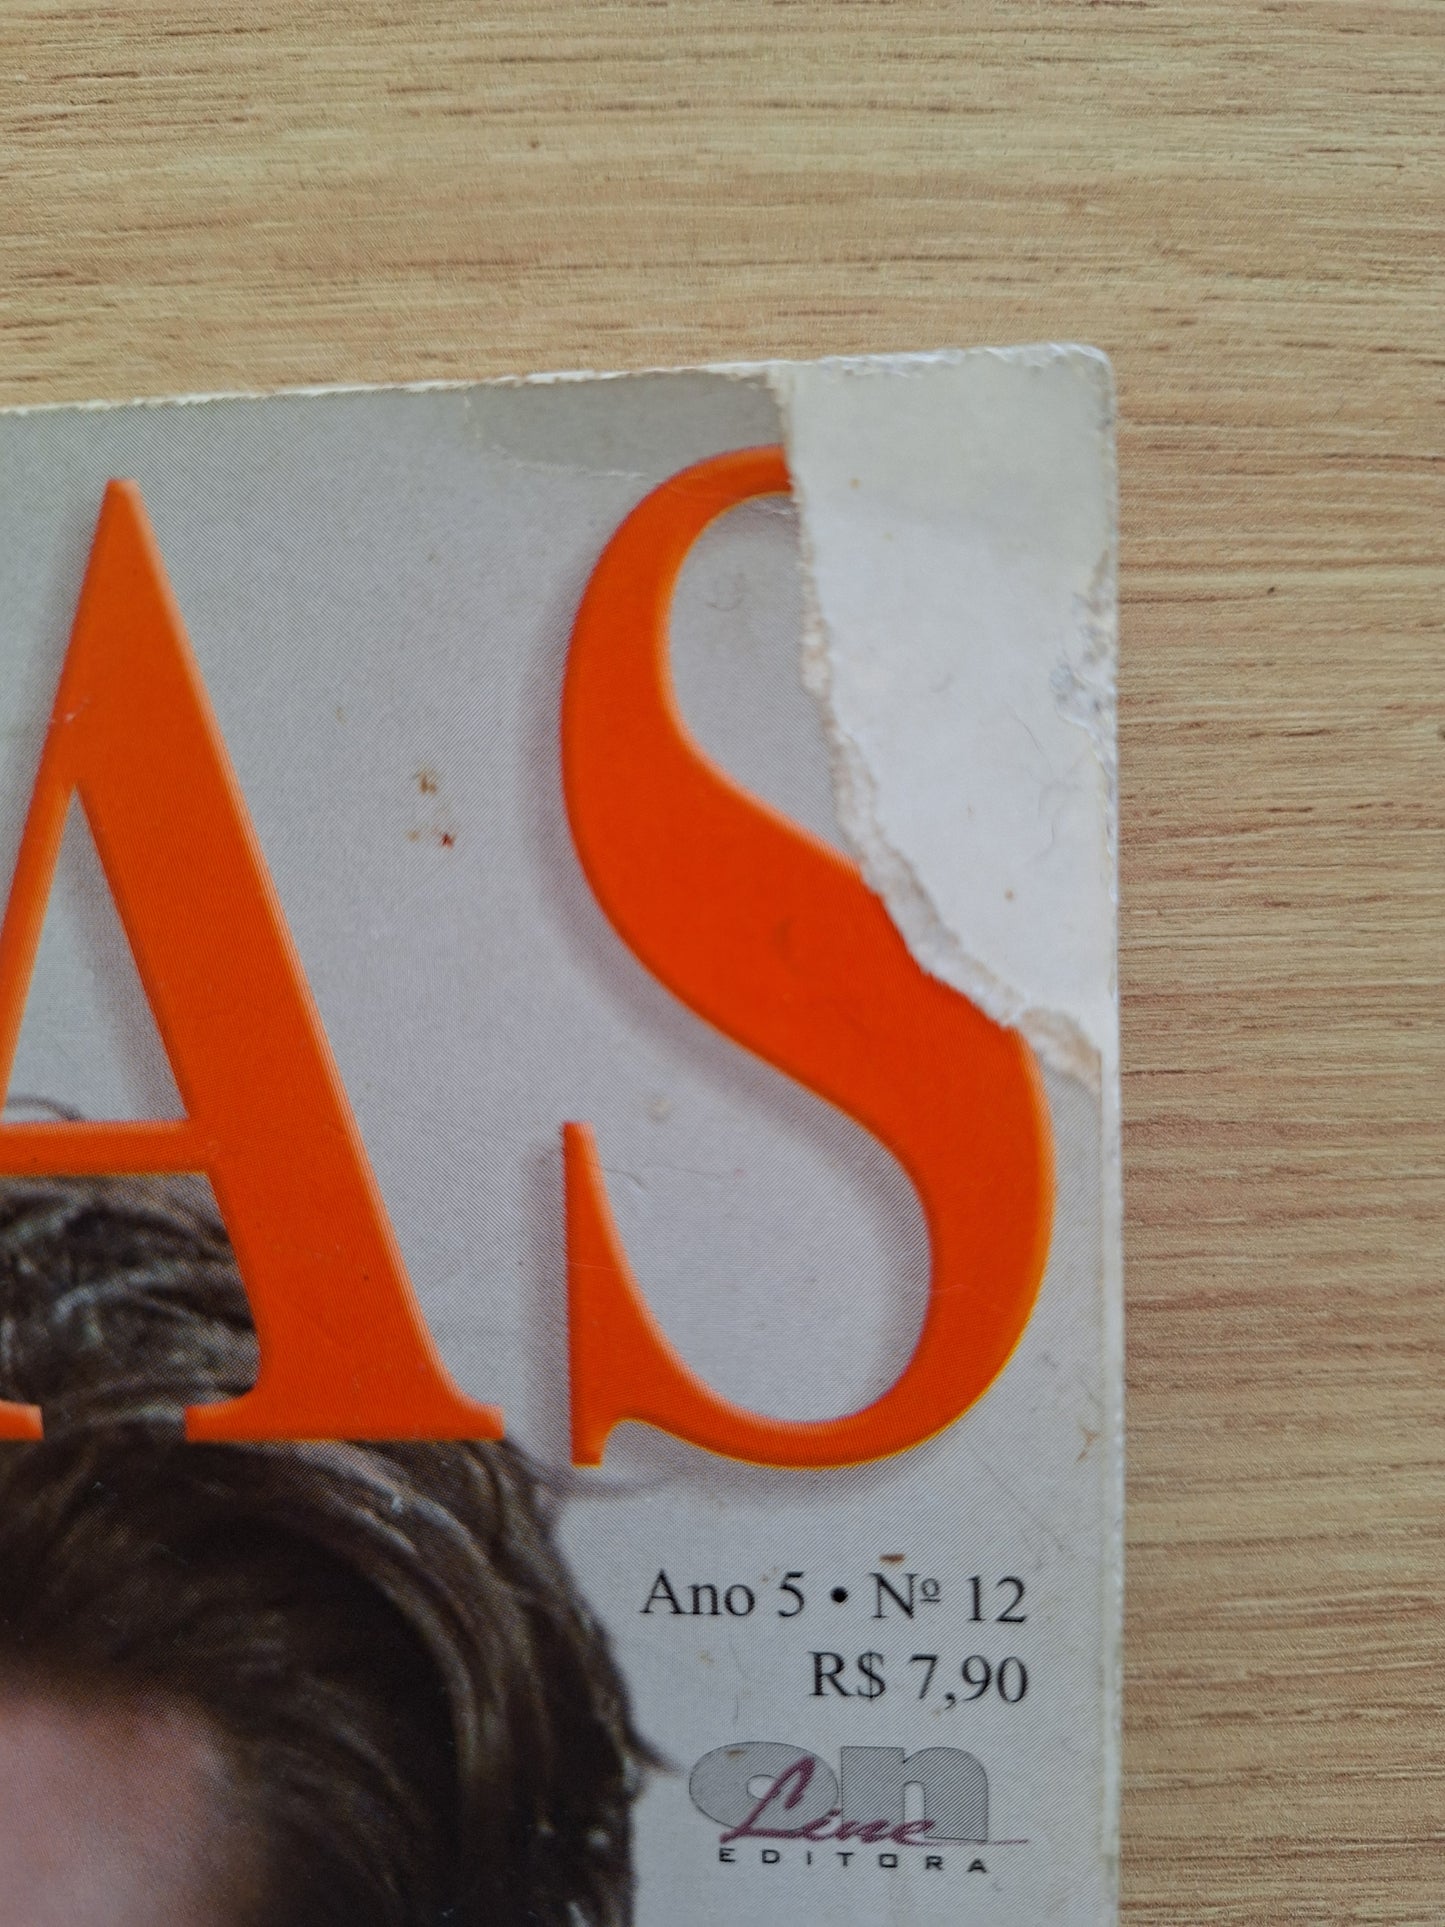 AS
Ano 5 • Nº 12
R$ 7,90
on
Line
EDITORA